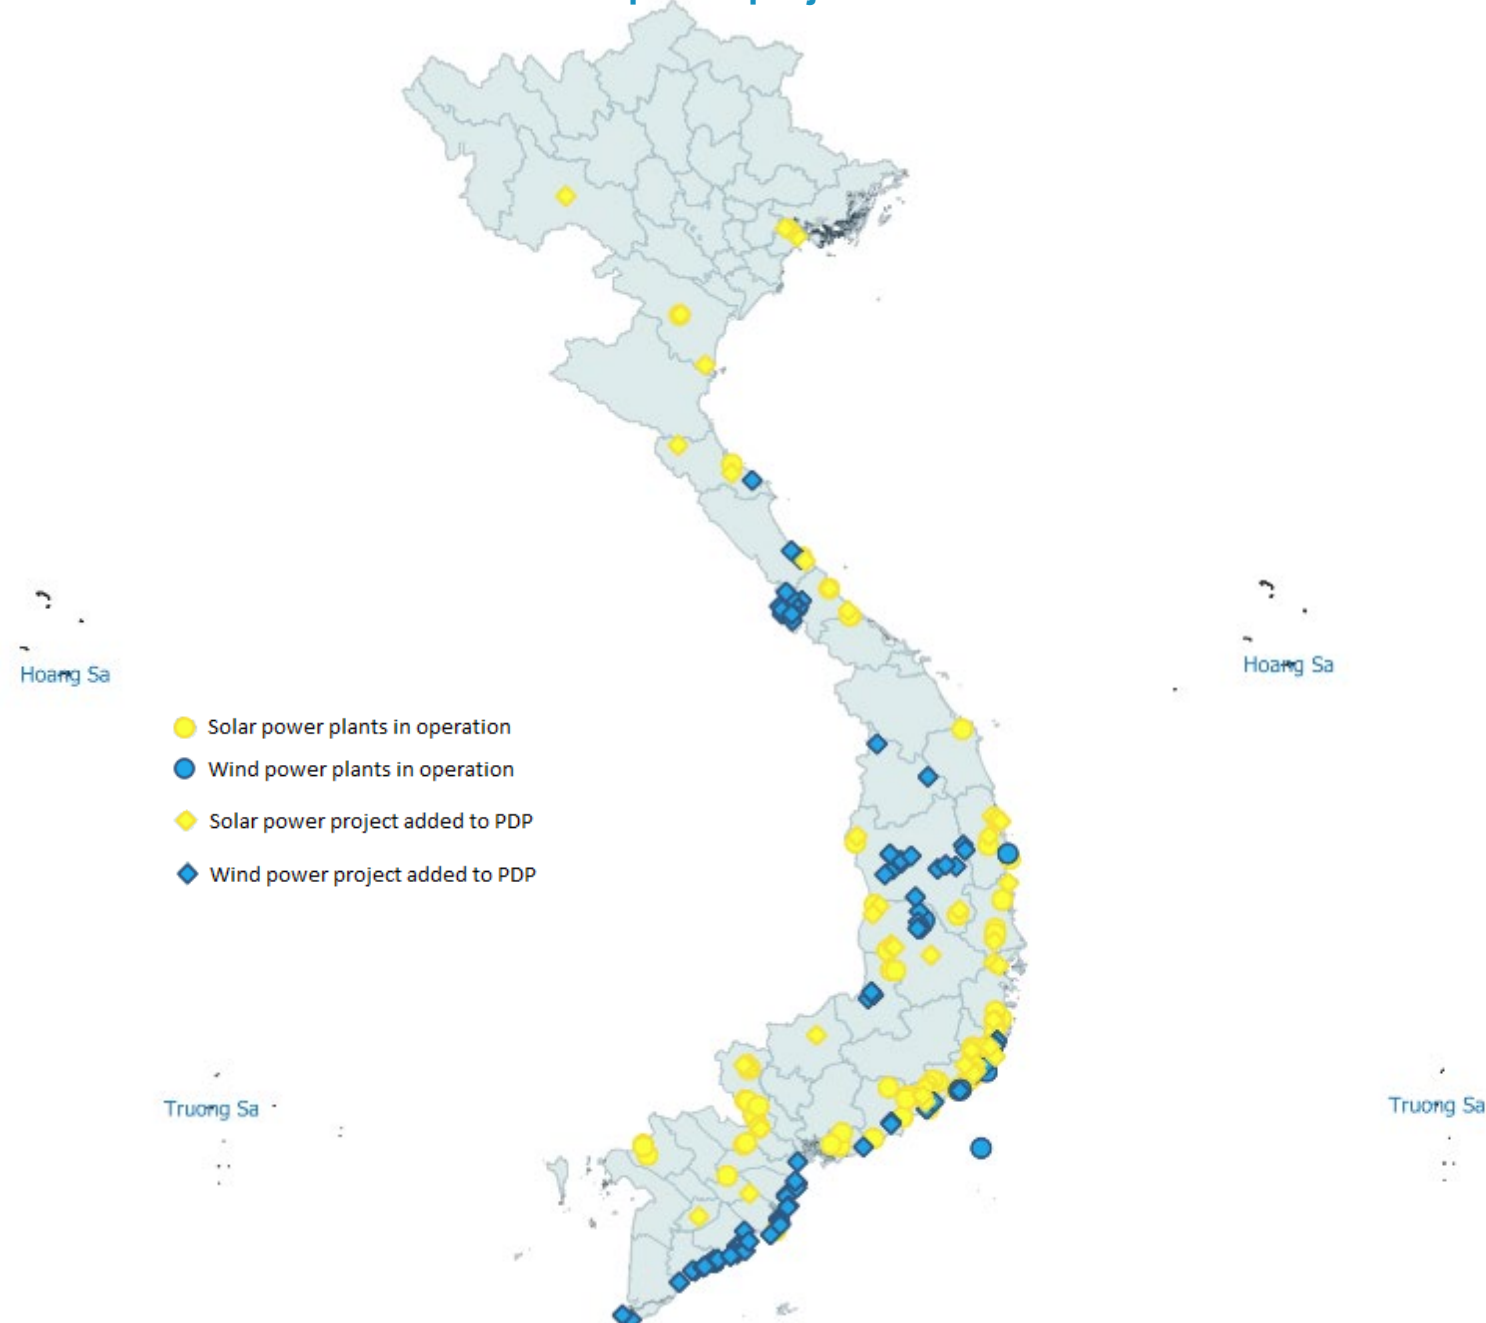 Hoang Sa
Hoang Sa
Solar power plants in operation
Wind power plants in operation
Solar power project added to PDP
Wind power project added to PDP
Truong Sa
Truong Sa